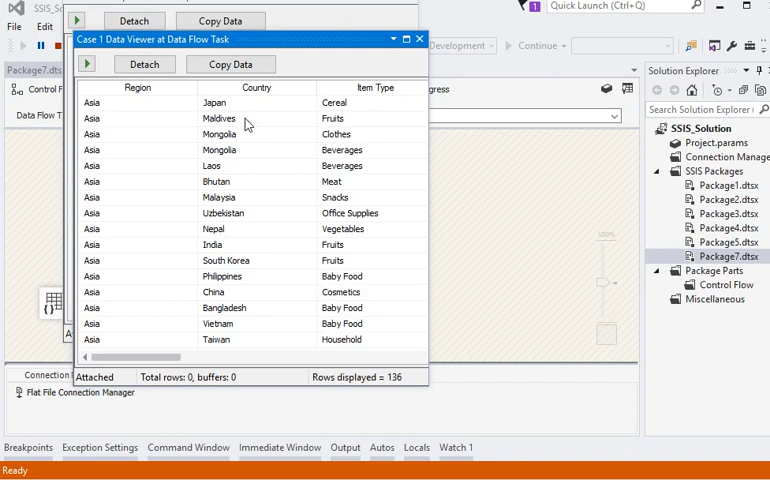 SSIS_
1
Quick Launch (Ctrl+Q)
File
Edit
Detach
Copy Data
Development
Continue
Case 1 Data Viewer at Data Flow Task
Detach
Copy Data
Region
Country
Item Type
Asia
Japan
Cereal
Asia
Maldives
Fruits
Asia
Mongolia
Clothes
Asia
Mongolia
Beverages
Asia
Laos
Beverages
Asia
Bhutan
Meat
Asia
Malaysia
Snacks
Asia
Uzbekistan
Office Supplies
Asia
Nepal
Vegetables
Asia
India
Fruits
Asia
South Korea
Fruits
Asia
Philippines
Baby Food
Asia
China
Cosmetics
Asia
Bangladesh
Baby Food
Asia
Vietnam
Baby Food
Asia
Taiwan
Household
Attached
Total rows: 0, buffers: 0
Rows displayed = 136
Package7.dts
Control F
gress
Data Flow T
100%
Connection
Flat File Connection Manager
Solution Explorer
Search Solution Explorer
SSIS_Solution
Project.params
Connection Manage
SSIS Packages
Package1.dtsx
Package2.dtsx
Package3.dtsx
Package4.dtsx
Package5.dtsx
Package7.dtsx
Package Parts
Control Flow
Miscellaneous
Breakpoints
Exception Settings
Command Window
Immediate Window
Output
Autos
Locals
Watch 1
Ready